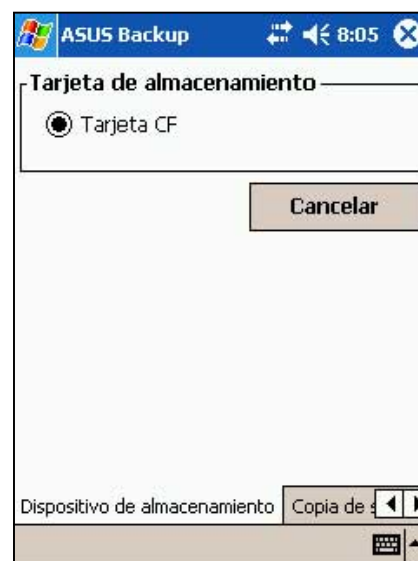 ASUS Backup 8:05
Tarjeta de almacenamiento
Tarjeta CF
Cancelar
Dispositivo de almacenamiento Copia de